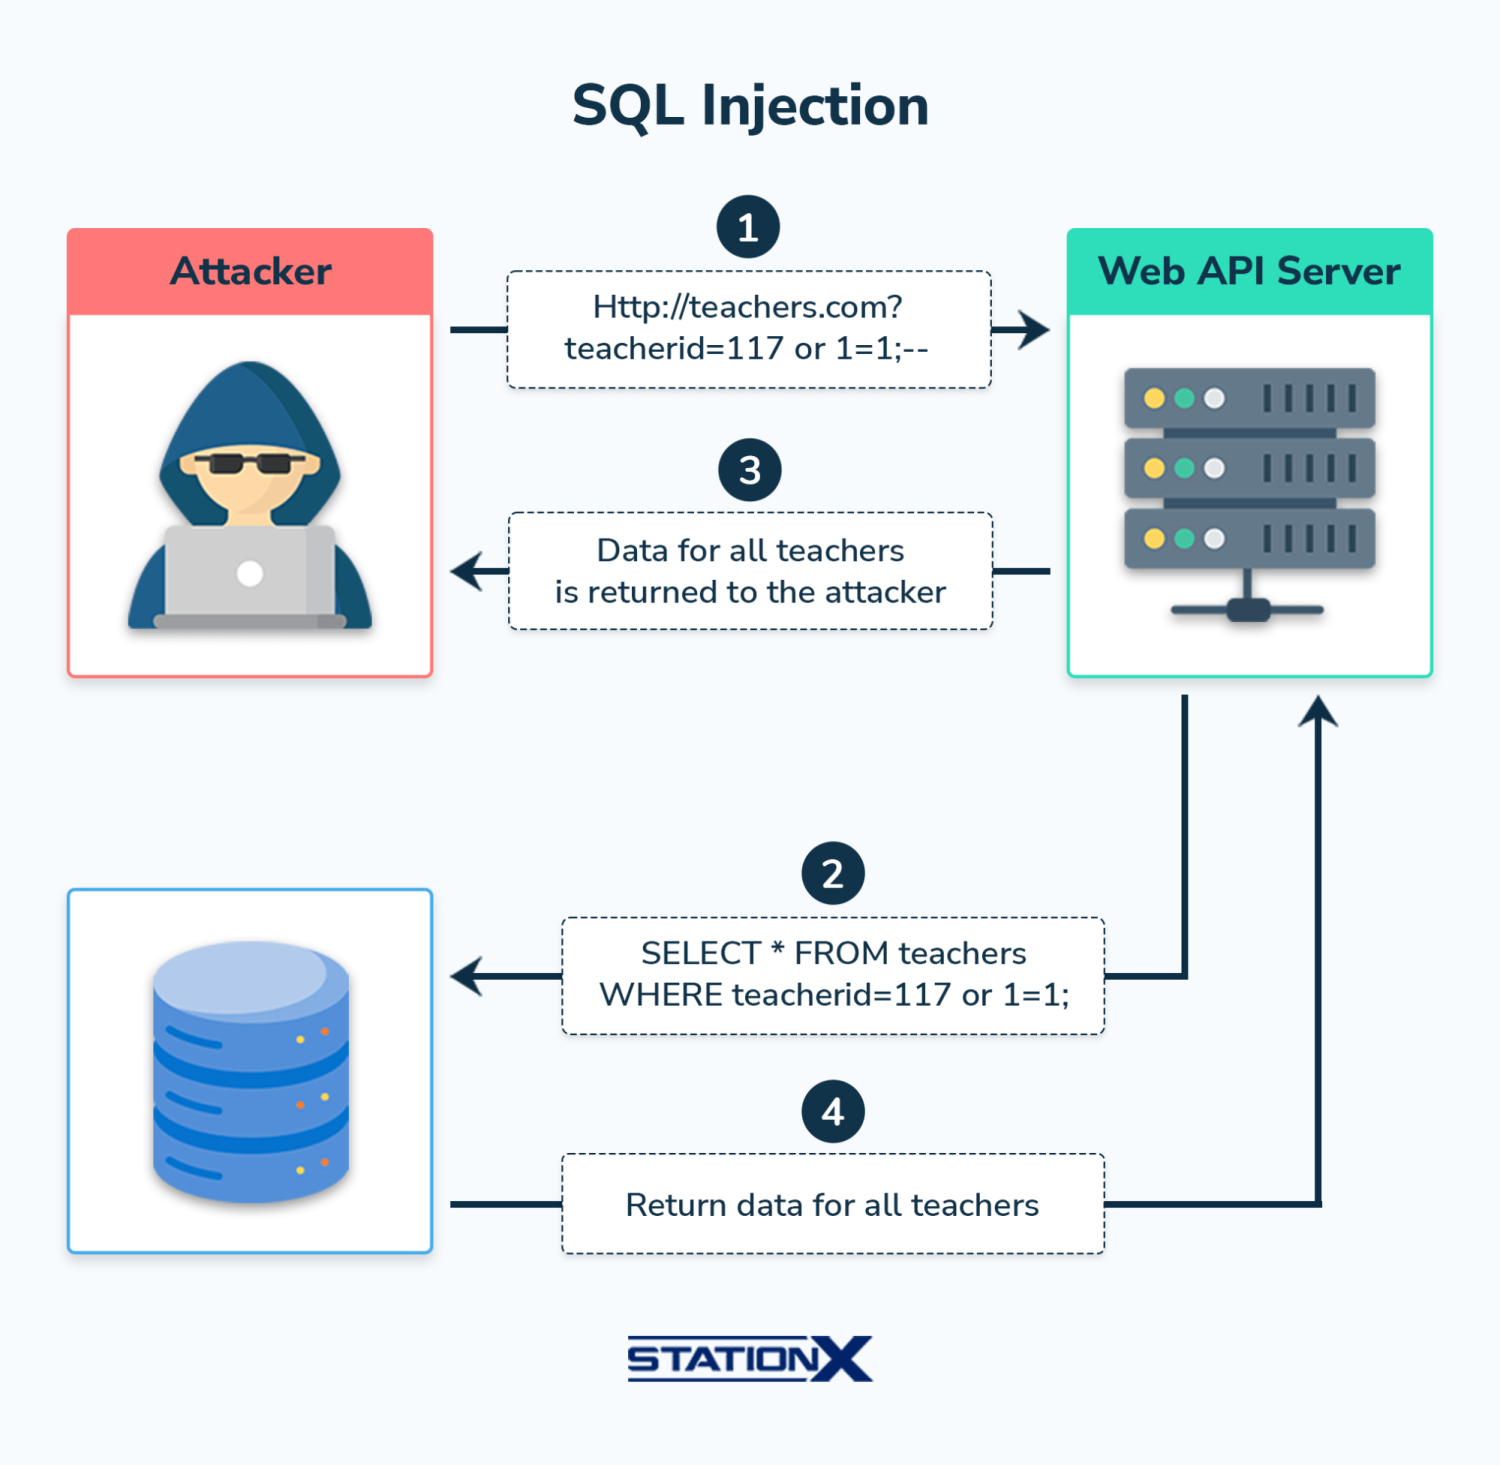 SQL Injection
1
Attacker
Web API Server
Http://teachers.com?
teacherid=117 or 1=1;--
3
Data for all teachers
is returned to the attacker
2
SELECT * FROM teachers
WHERE teacherid=117 or 1=1;
4
Return data for all teachers
STATIONX